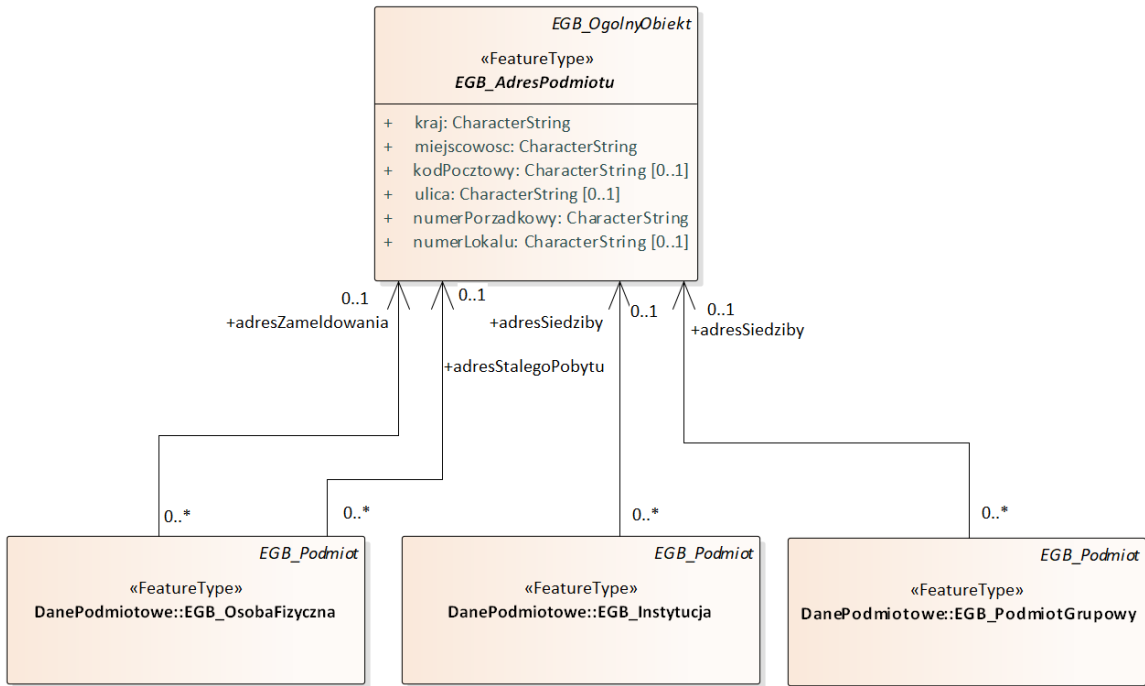 EGB_OgolnyObiekt
«FeatureType»
EGB_AdresPodmiotu
+ kraj: CharacterString
+ miejscowosc: CharacterString
+ kodPocztowy: CharacterString [0..1]
+ ulica: CharacterString [0..1]
+ numerPorzadkowy: CharacterString
+ numerLokalu: CharacterString [0..1]
0..1
+adresZameldowania
0..1
+adresStalegoPobytu
0..1
+adresSiedziby
0..1
+adresSiedziby
0..*
0..*
0..*
0..*
EGB_Podmiot
«FeatureType»
DanePodmiotowe::EGB_OsobaFizyczna
EGB_Podmiot
«FeatureType»
DanePodmiotowe::EGB_Instytucja
EGB_Podmiot
«FeatureType»
DanePodmiotowe::EGB_PodmiotGrupowy